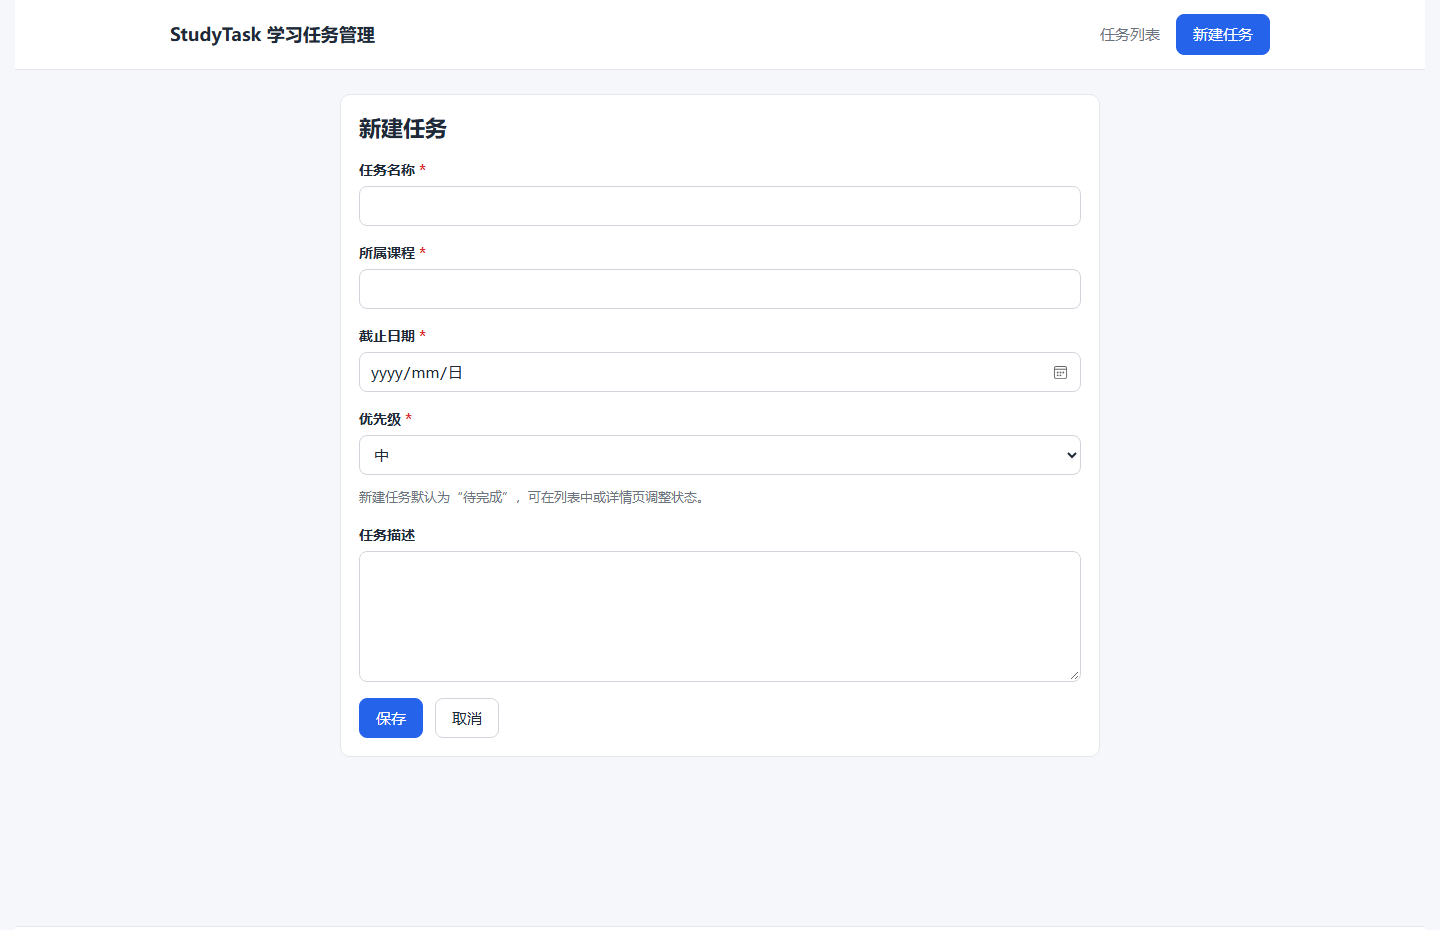 StudyTask 学习任务管理
任务列表
新建任务
新建任务
任务名称 *
所属课程 *
截止日期 *
yyyy/mm/日
优先级 *
中
新建任务默认为“待完成”，可在列表中或详情页调整状态。
任务描述
保存
取消